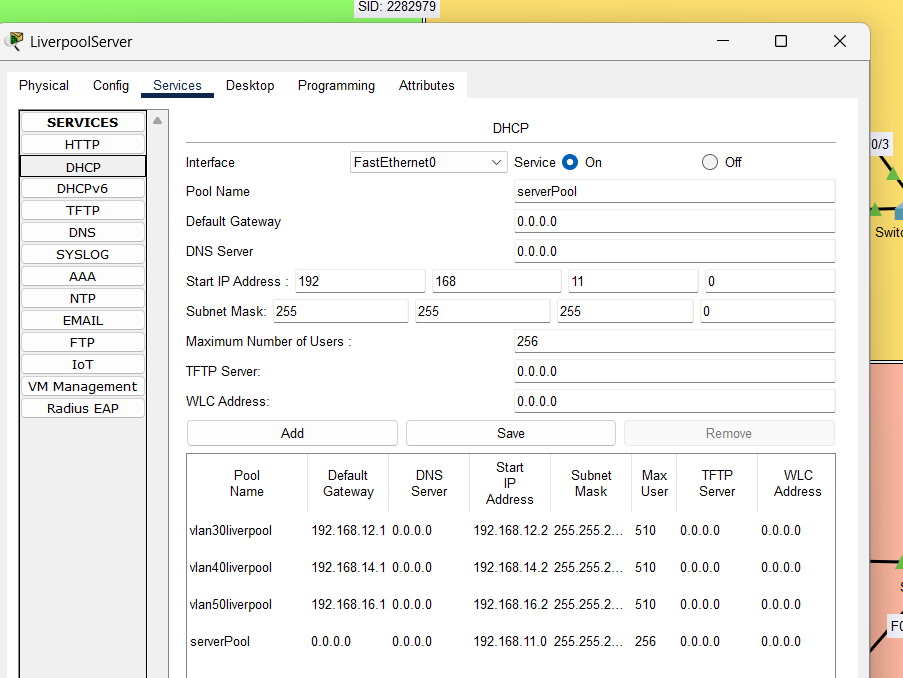 SID: 2282979
LiverpoolServer
Physical Config Services Desktop Programming Attributes
SERVICES
HTTP
DHCP
DHCPv6
TFTP
DNS
SYSLOG
AAA
NTP
EMAIL
FTP
IoT
VM Management
Radius EAP
DHCP
Interface FastEthernet0 Service On Off
Pool Name serverPool
Default Gateway 0.0.0.0
DNS Server 0.0.0.0
Start IP Address : 192 168 11 0
Subnet Mask: 255 255 255 0
Maximum Number of Users : 256
TFTP Server: 0.0.0.0
WLC Address: 0.0.0.0
Add Save Remove
Pool Name Default Gateway DNS Server Start IP Address Subnet Mask Max User TFTP Server WLC Address
vlan30liverpool 192.168.12.1 0.0.0.0 192.168.12.2 255.255.2... 510 0.0.0.0 0.0.0.0
vlan40liverpool 192.168.14.1 0.0.0.0 192.168.14.2 255.255.2... 510 0.0.0.0 0.0.0.0
vlan50liverpool 192.168.16.1 0.0.0.0 192.168.16.2 255.255.2... 510 0.0.0.0 0.0.0.0
serverPool 0.0.0.0 0.0.0.0 192.168.11.0 255.255.2... 256 0.0.0.0 0.0.0.0
0/3